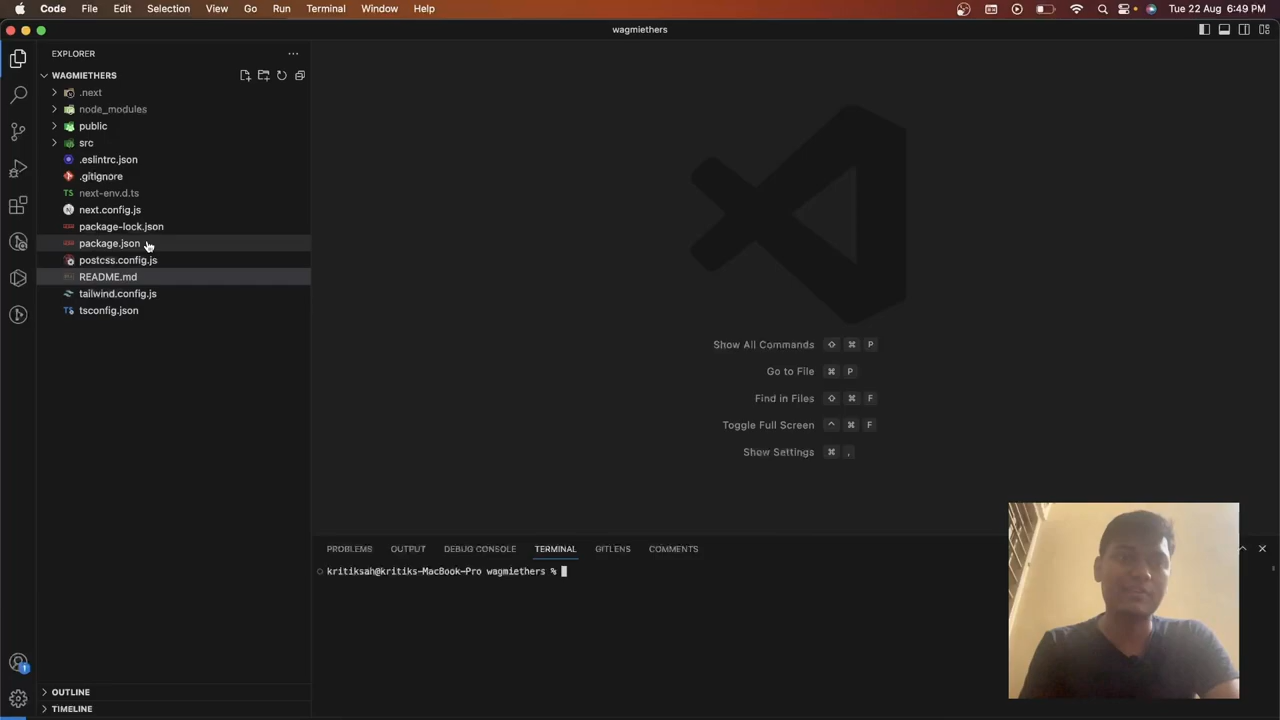 Code File Edit Selection View Go Run Terminal Window Help Tue 22 Aug 6:49 PM
wagmiethers
EXPLORER
WAGMIETHERS
.next
node_modules
public
src
.eslintrc.json
.gitignore
TS next-env.d.ts
N next.config.js
package-lock.json
package.json
postcss.config.js
README.md
tailwind.config.js
TS tsconfig.json
Show All Commands ⇧ ⌘ P
Go to File ⌘ P
Find in Files ⇧ ⌘ F
Toggle Full Screen ^ ⌘ F
Show Settings ⌘ ,
PROBLEMS OUTPUT DEBUG CONSOLE TERMINAL GITLENS COMMENTS
kritiksah@kritiks-MacBook-Pro wagmiethers %
1
OUTLINE
TIMELINE